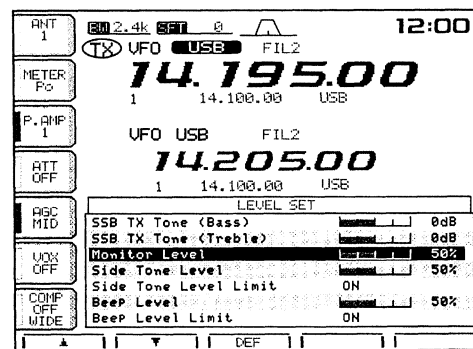 ANT 1
BW 2.4k SFT 0
12:00
TX VFO USB FIL2
METER Po
14.195.00
1 14.100.00 USB
P.AMP 1
VFO USB FIL2
14.205.00
ATT OFF
1 14.100.00 USB
AGC MID
LEVEL SET
SSB TX Tone (Bass) 0dB
SSB TX Tone (Treble) 0dB
VOX OFF
Monitor Level 50%
Side Tone Level 50%
Side Tone Level Limit ON
COMP OFF WIDE
Beep Level 50%
Beep Level Limit ON
▲ ▼ DEF